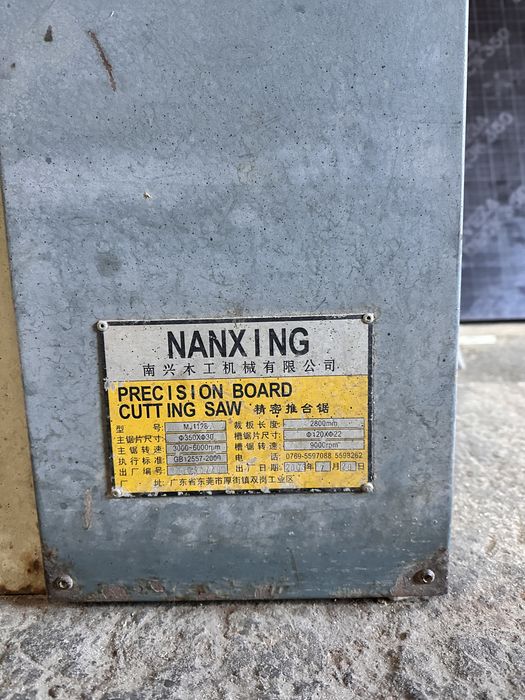 NANXING
南兴木工机械有限公司
PRECISION BOARD
CUTTING SAW 精密推台锯
型号: 裁板长度: 2800mm
主锯片尺寸: Φ350XΦ30 槽锯片尺寸: Φ120XΦ22
主锯转速: 3000-6000rpm 槽锯转速: 9000rpm
执行标准: GB12557-2000 电话: 0769-5597088 5598262
出厂编号: 出厂日期: 年 月 日
厂址: 广东省东莞市厚街镇双岗工业区